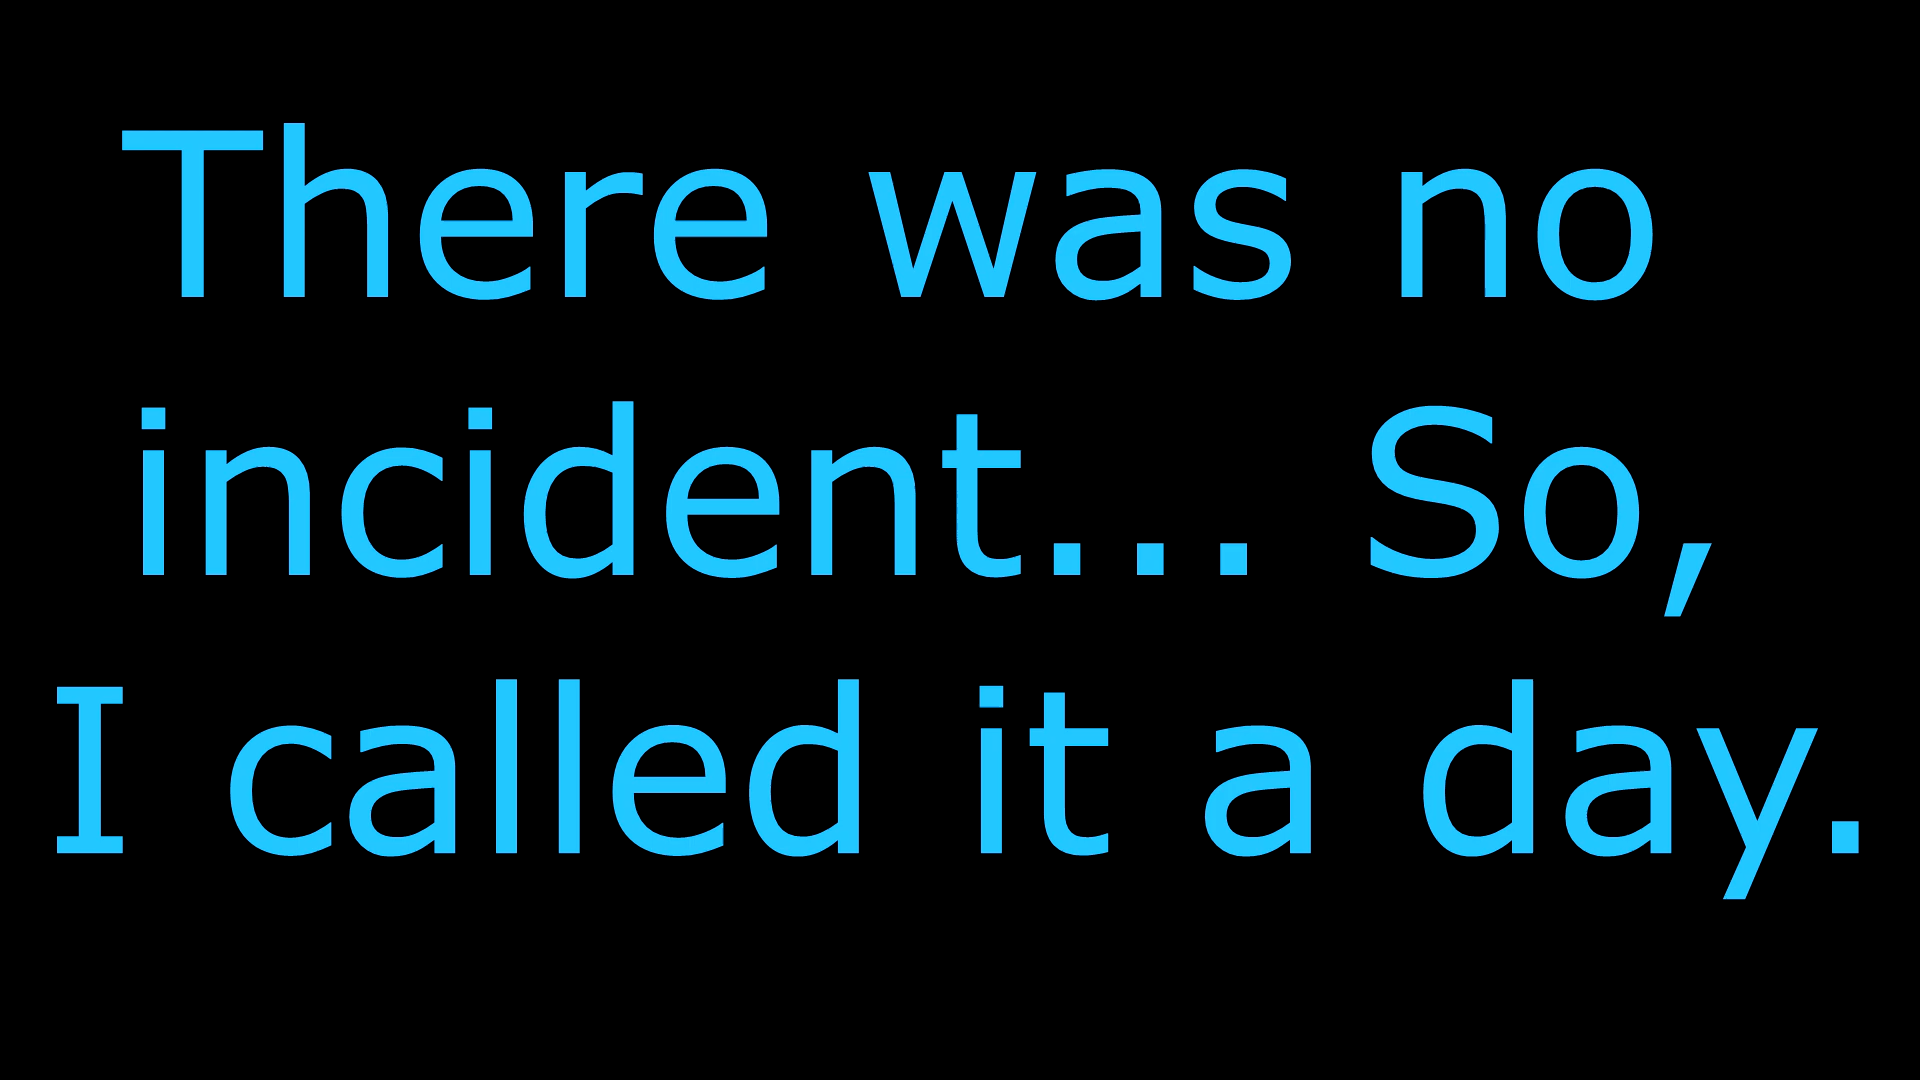 There was no
incident... So,
I called it a day.